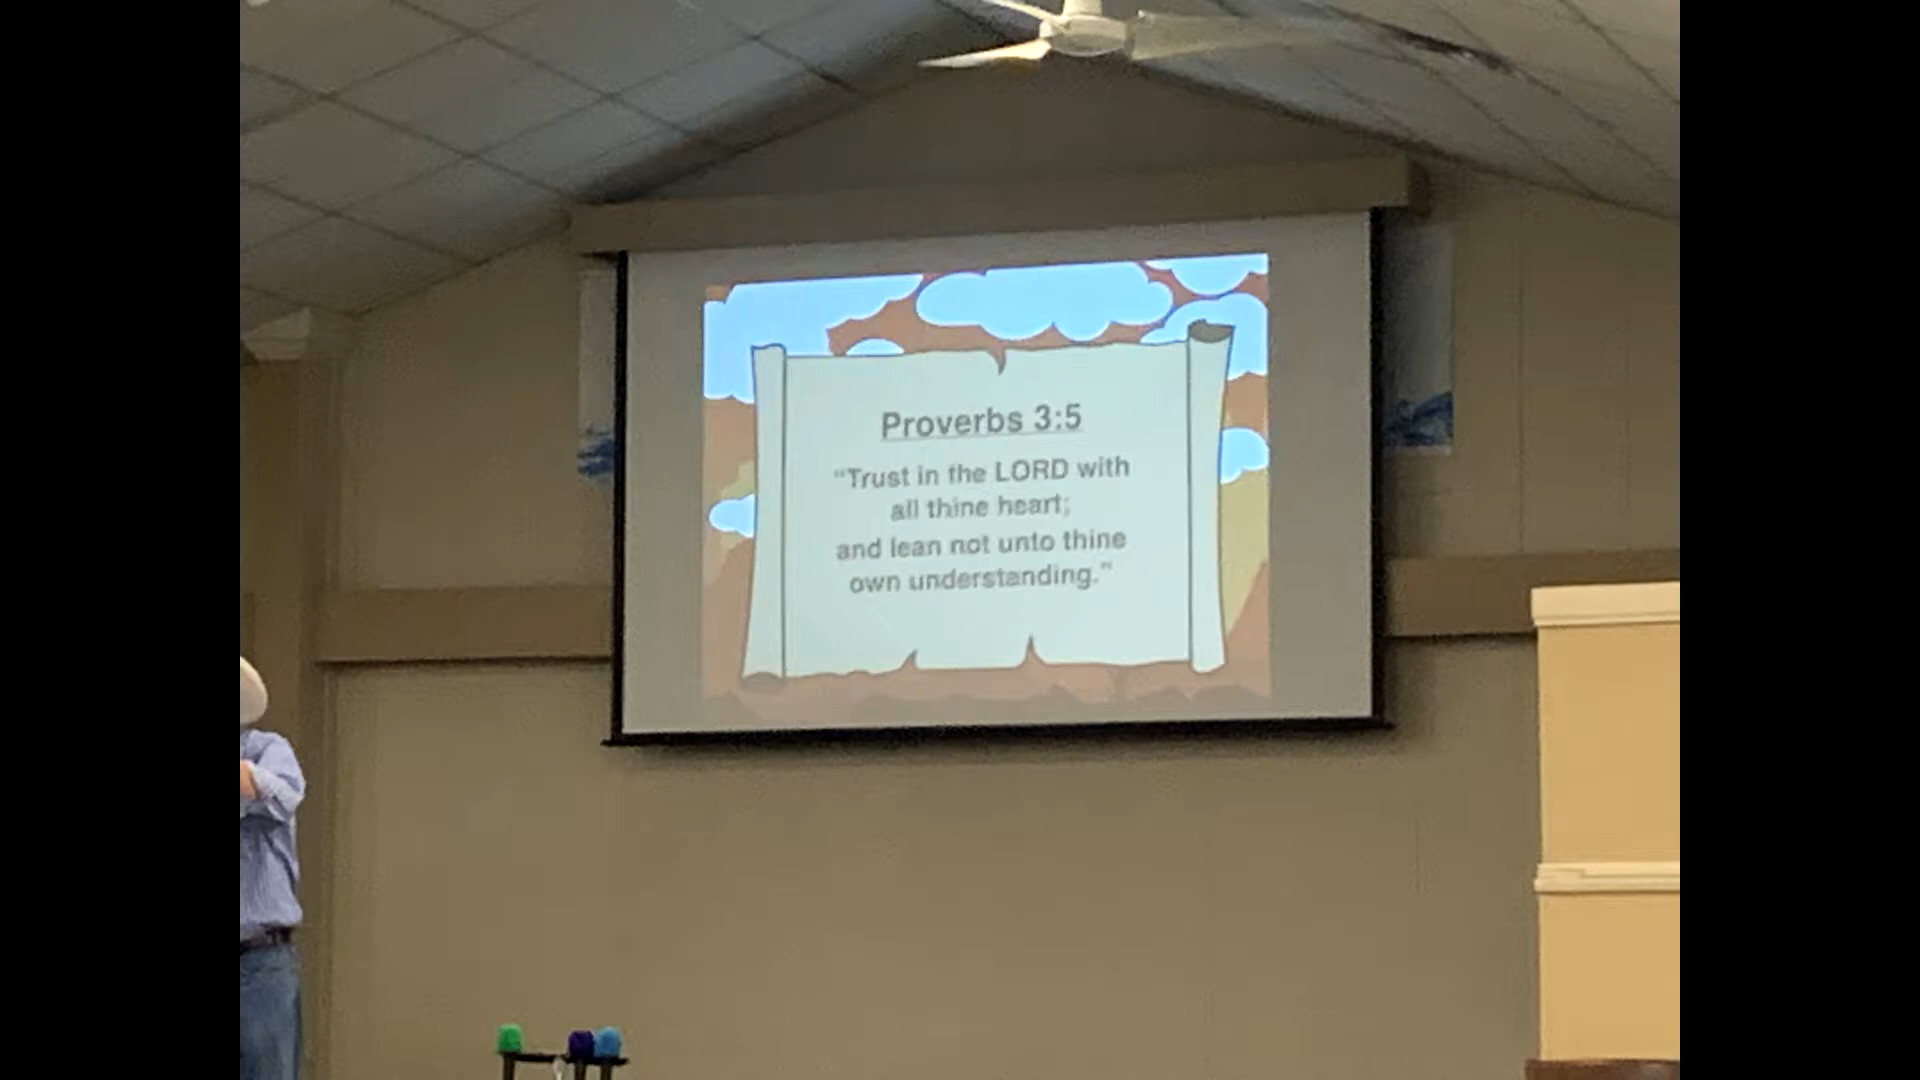 Proverbs 3:5
“Trust in the LORD with
all thine heart;
and lean not unto thine
own understanding.”